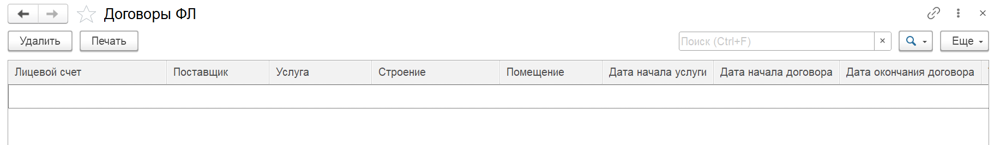 Договоры ФЛ
Удалить Печать Поиск (Ctrl+F) × Еще
Лицевой счет Поставщик Услуга Строение Помещение Дата начала услуги Дата начала договора Дата окончания договора